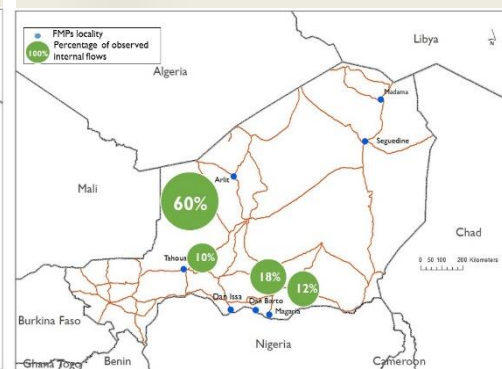 FMPs locality
100%
Percentage of observed
internal flows
Libya
Algeria
Madama
Seguedine
Arlit
Mali
60%
Chad
10%
0 50 100 200 Kilometers
18%
12%
Dan Issa
Dan Barto
Magaria
Burkina Faso
Nigeria
Ghana
Togo
Benin
Cameroon